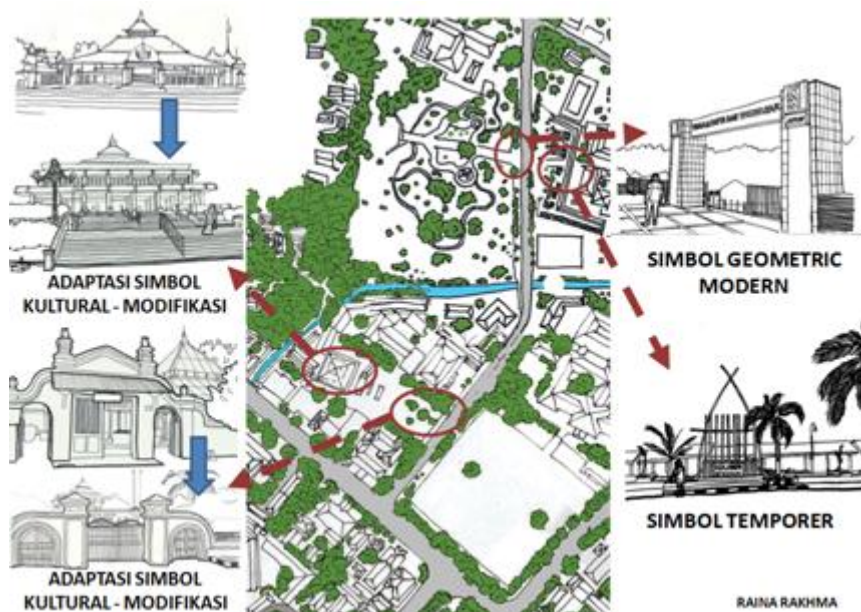 ADAPTASI SIMBOL
KULTURAL - MODIFIKASI
ADAPTASI SIMBOL
KULTURAL - MODIFIKASI
SIMBOL GEOMETRIC
MODERN
SIMBOL TEMPORER
RAINA RAKHMA